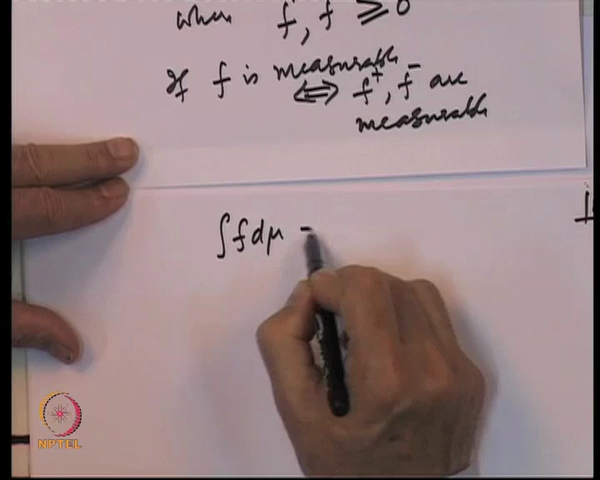 when f⁺, f⁻ ⩾ 0
If f is measurable
⟺ f⁺, f⁻ are
measurable
∫f dμ -
NPTEL